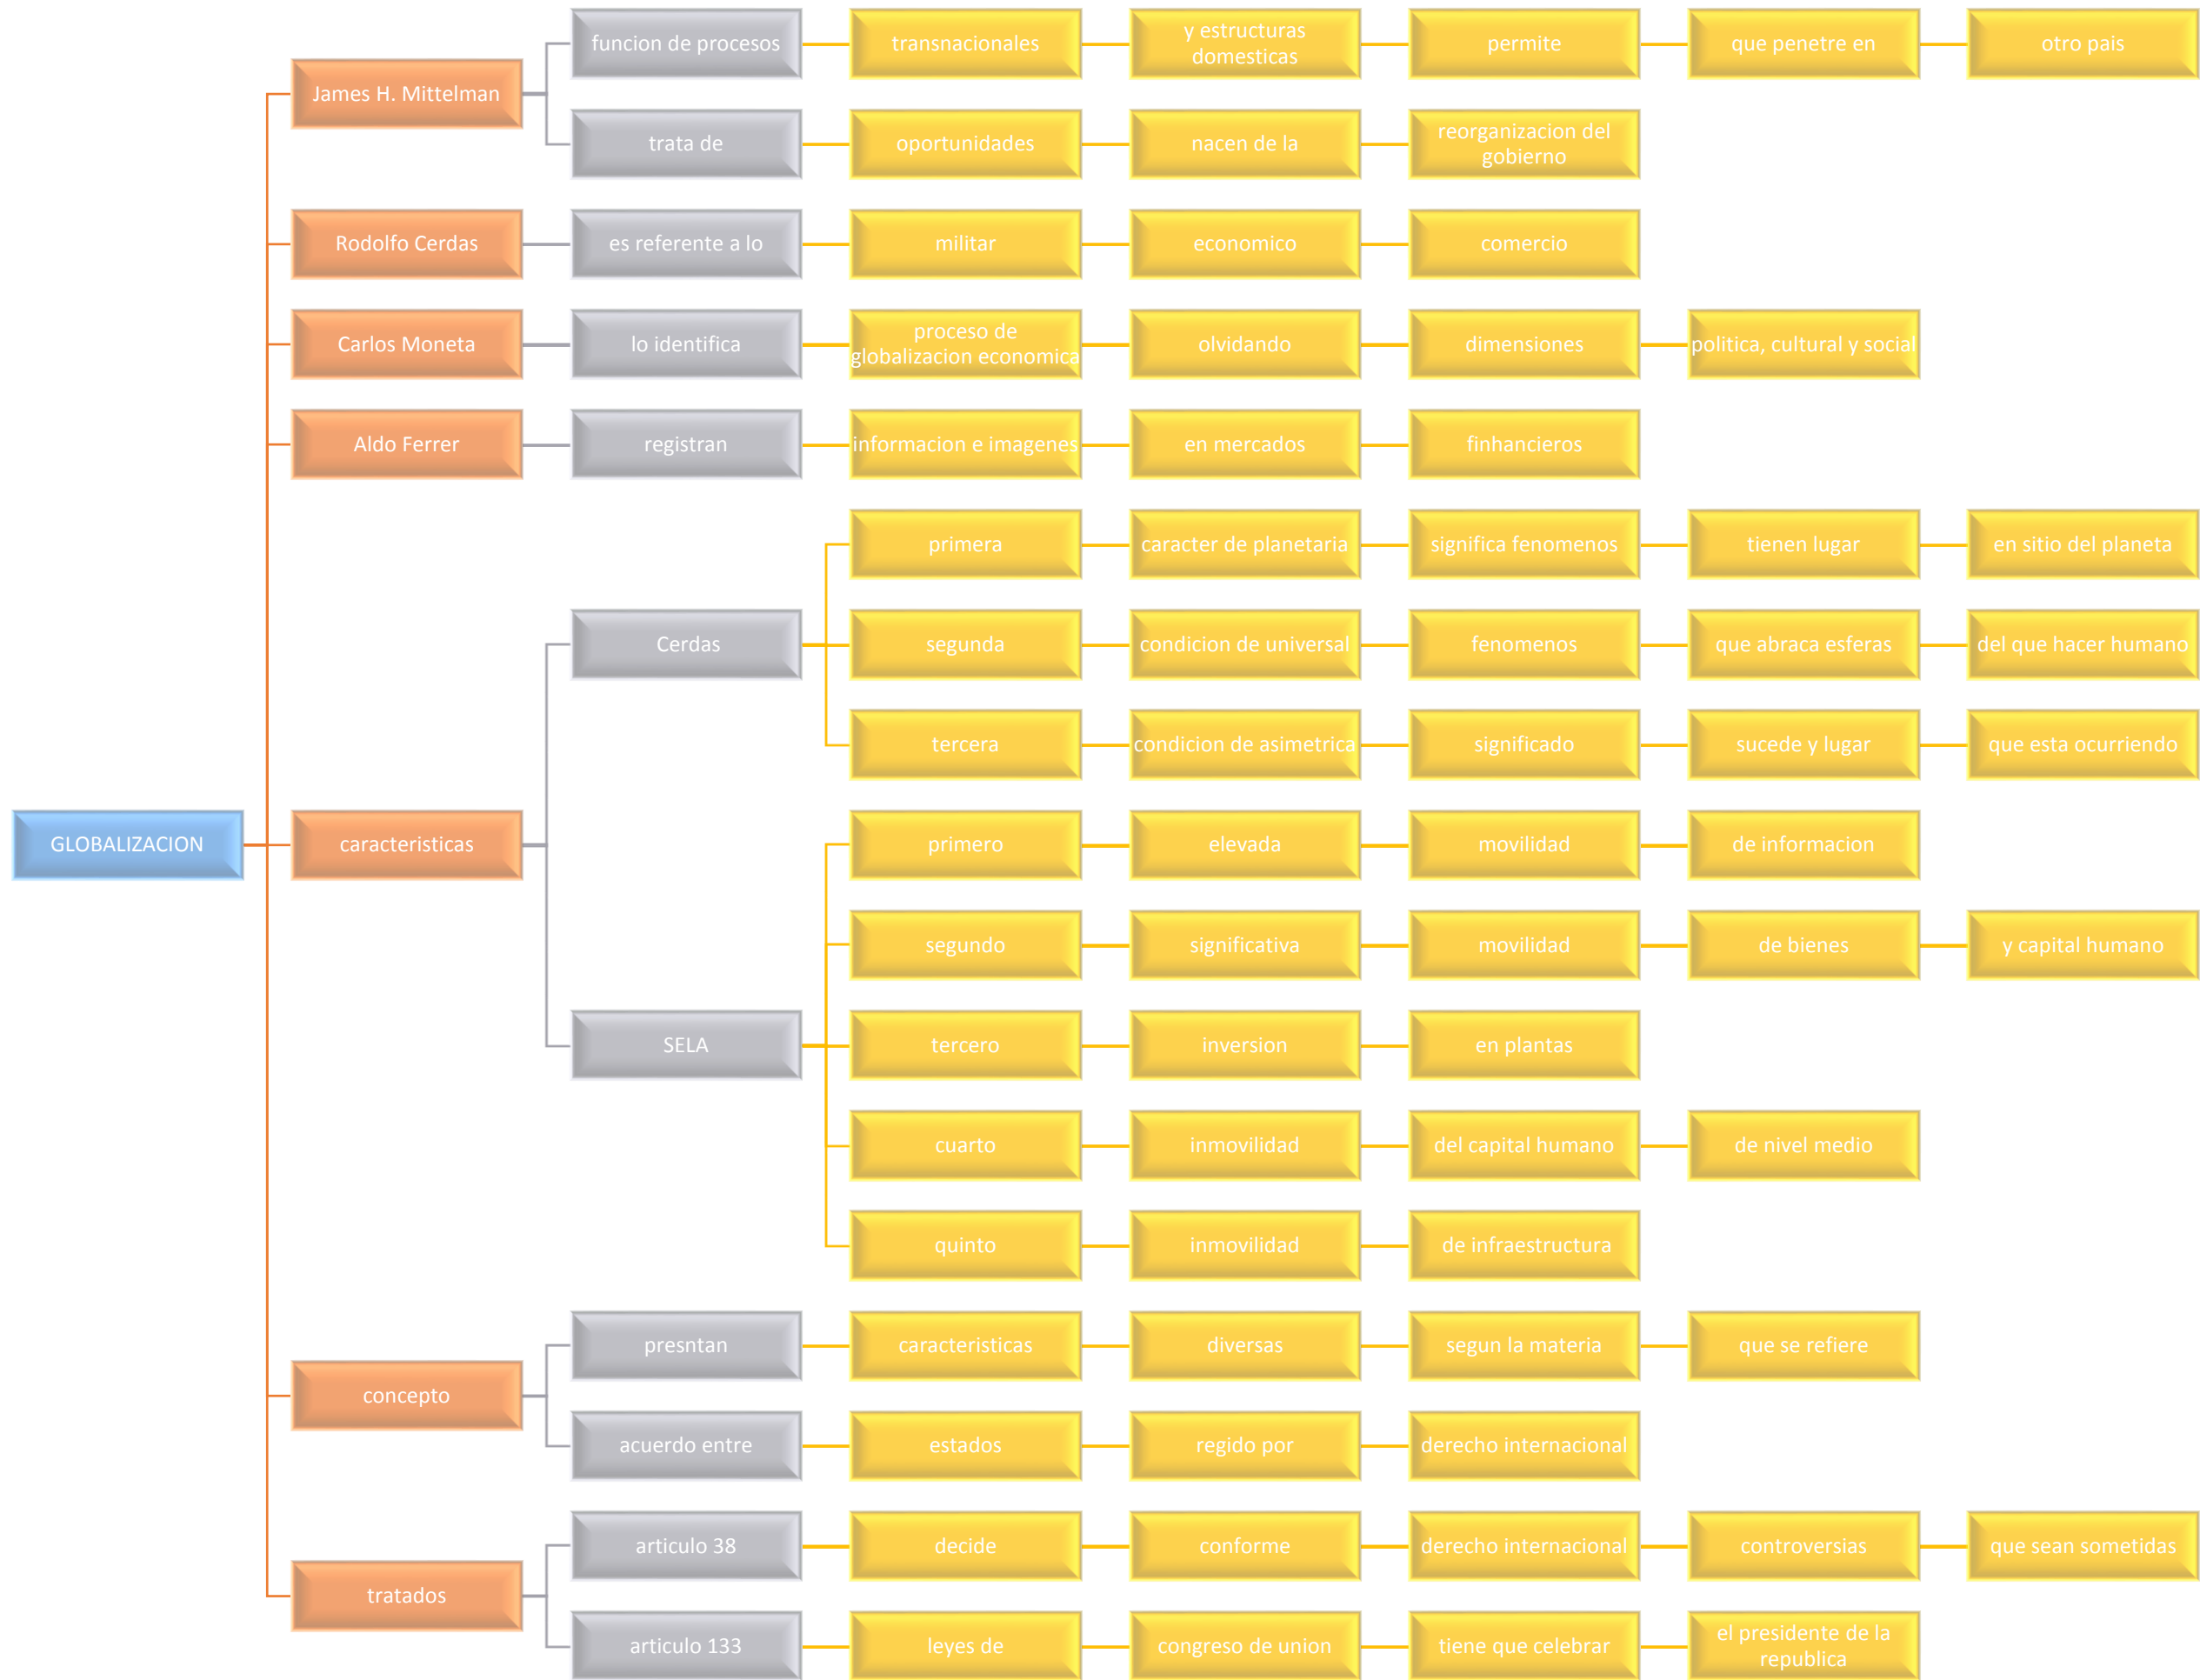 funcion de procesos
transnacionales
y estructuras
domesticas
permite
que penetre en
otro pais
James H. Mittelman
trata de
oportunidades
nacen de la
reorganizacion del
gobierno
Rodolfo Cerdas
es referente a lo
militar
economico
comercio
Carlos Moneta
lo identifica
proceso de
globalizacion economica
olvidando
dimensiones
politica, cultural y social
Aldo Ferrer
registran
informacion e imagenes
en mercados
finhancieros
primera
caracter de planetaria
significa fenomenos
tienen lugar
en sitio del planeta
Cerdas
segunda
condicion de universal
fenomenos
que abraca esferas
del que hacer humano
tercera
condicion de asimetrica
significado
sucede y lugar
que esta ocurriendo
GLOBALIZACION
caracteristicas
primero
elevada
movilidad
de informacion
segundo
significativa
movilidad
de bienes
y capital humano
SELA
tercero
inversion
en plantas
cuarto
inmovilidad
del capital humano
de nivel medio
quinto
inmovilidad
de infraestructura
presntan
caracteristicas
diversas
segun la materia
que se refiere
concepto
acuerdo entre
estados
regido por
derecho internacional
articulo 38
decide
conforme
derecho internacional
controversias
que sean sometidas
tratados
articulo 133
leyes de
congreso de union
tiene que celebrar
el presidente de la
republica